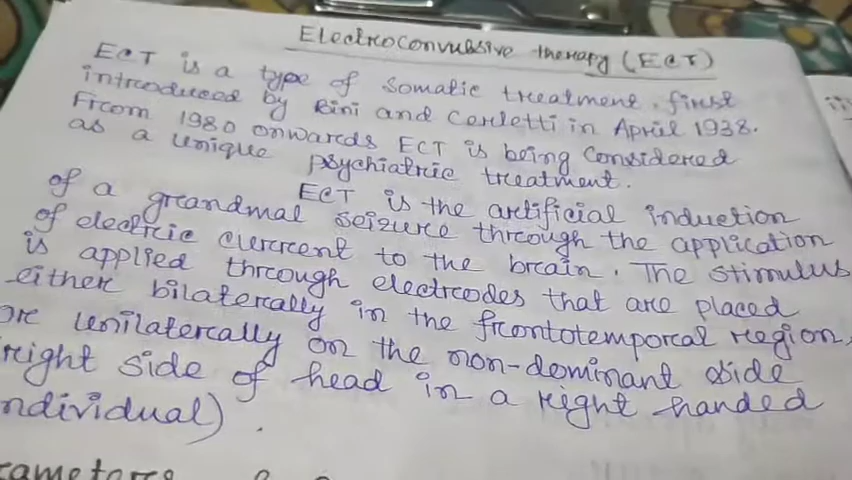 Electroconvulsive therapy (ECT)
ECT is a type of somatic treatment, first
introduced by Bini and Cerletti in April 1938.
From 1980 onwards ECT is being considered
as a unique psychiatric treatment.
ECT is the artificial induction
of a grandmal seizure through the application
of electric current to the brain. The stimulus
is applied through electrodes that are placed
either bilaterally in the frontotemporal region,
or unilaterally on the non-dominant side
right side of head in a right handed
ndividual).